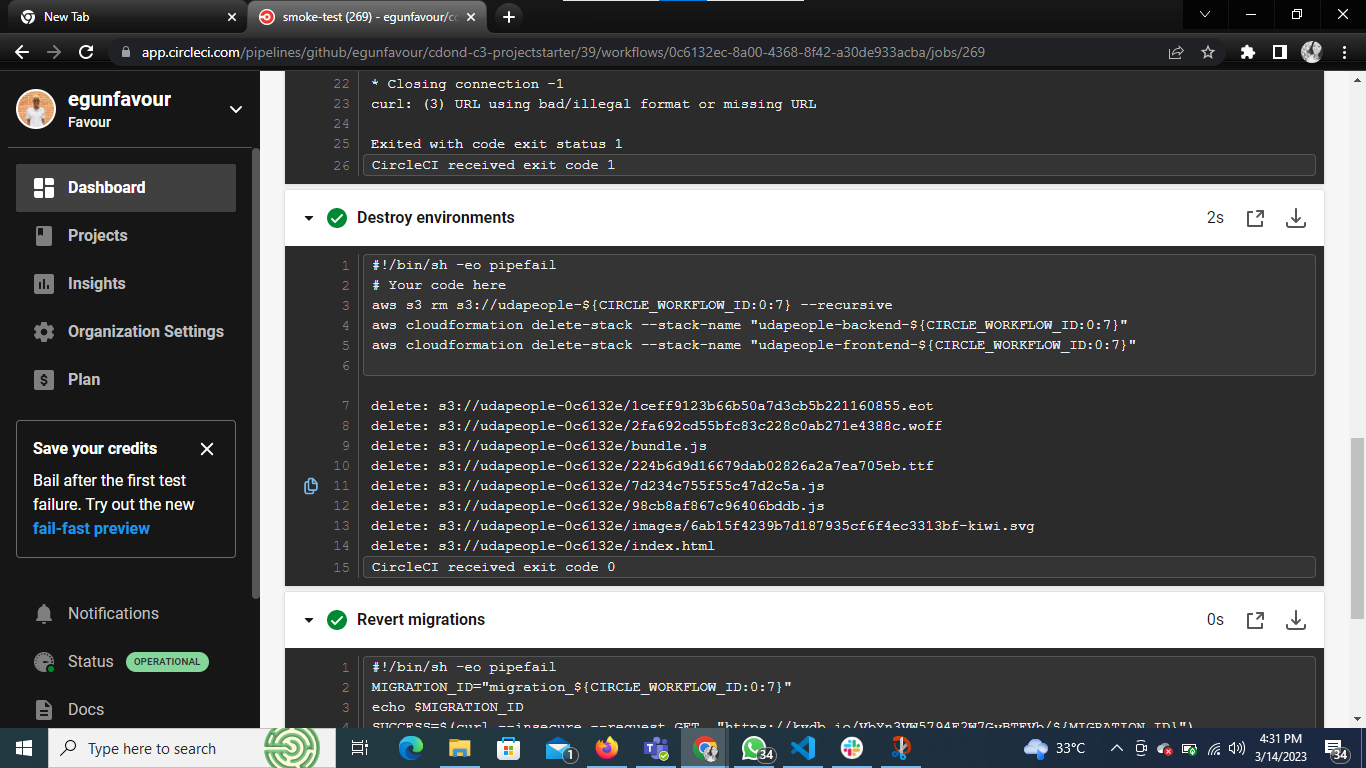 New Tab
smoke-test (269) - egunfavour/cd
app.circleci.com/pipelines/github/egunfavour/cdond-c3-projectstarter/39/workflows/0c6132ec-8a00-4368-8f42-a30de933acba/jobs/269
egunfavour
Favour
Dashboard
Projects
Insights
Organization Settings
Plan
Save your credits
Bail after the first test
failure. Try out the new
fail-fast preview
Notifications
Status OPERATIONAL
Docs
22 * Closing connection -1
23 curl: (3) URL using bad/illegal format or missing URL
24
25 Exited with code exit status 1
26 CircleCI received exit code 1
Destroy environments 2s
1 #!/bin/sh -eo pipefail
2 # Your code here
3 aws s3 rm s3://udapeople-${CIRCLE_WORKFLOW_ID:0:7} --recursive
4 aws cloudformation delete-stack --stack-name "udapeople-backend-${CIRCLE_WORKFLOW_ID:0:7}"
5 aws cloudformation delete-stack --stack-name "udapeople-frontend-${CIRCLE_WORKFLOW_ID:0:7}"
6
7 delete: s3://udapeople-0c6132e/1ceff9123b66b50a7d3cb5b221160855.eot
8 delete: s3://udapeople-0c6132e/2fa692cd55bfc83c228c0ab271e4388c.woff
9 delete: s3://udapeople-0c6132e/bundle.js
10 delete: s3://udapeople-0c6132e/224b6d9d16679dab02826a2a7ea705eb.ttf
11 delete: s3://udapeople-0c6132e/7d234c755f55c47d2c5a.js
12 delete: s3://udapeople-0c6132e/98cb8af867c96406bddb.js
13 delete: s3://udapeople-0c6132e/images/6ab15f4239b7d187935cf6f4ec3313bf-kiwi.svg
14 delete: s3://udapeople-0c6132e/index.html
15 CircleCI received exit code 0
Revert migrations 0s
1 #!/bin/sh -eo pipefail
2 MIGRATION_ID="migration_${CIRCLE_WORKFLOW_ID:0:7}"
3 echo $MIGRATION_ID
4 SUCCESS=$(curl --insecure --request GET
Type here to search
1
34
33°C
4:31 PM
3/14/2023
34